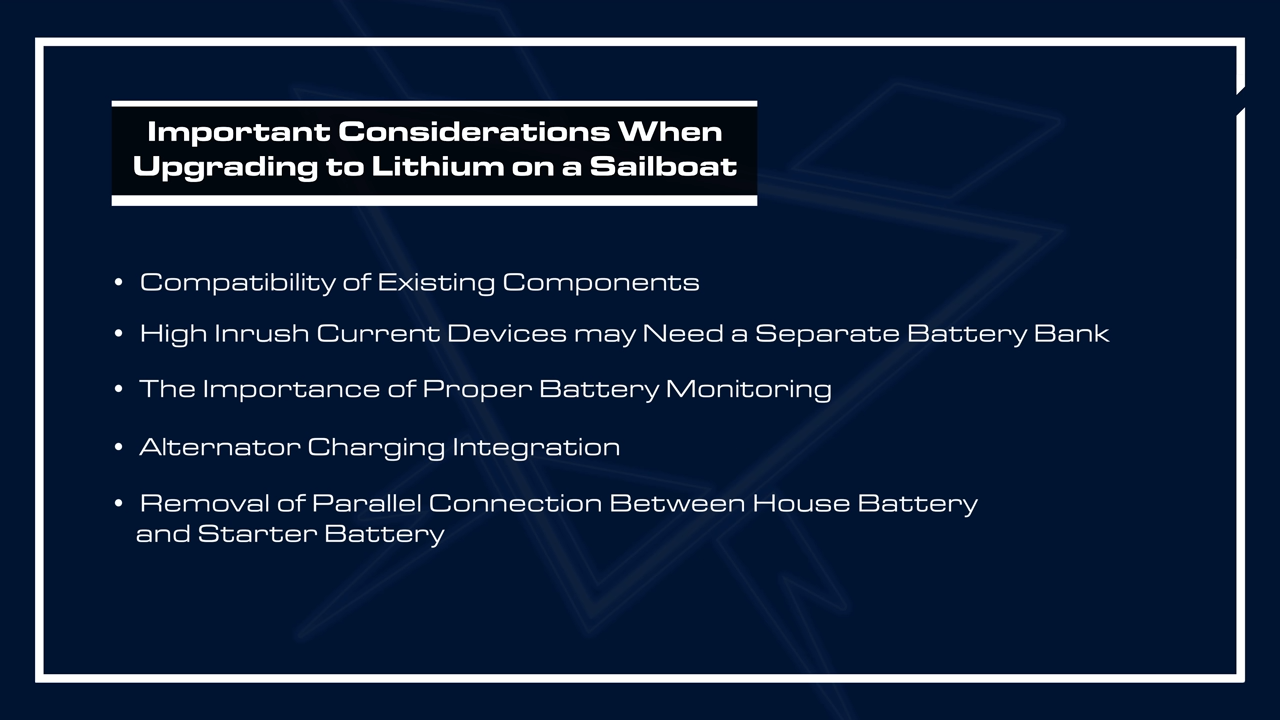 Important Considerations When
Upgrading to Lithium on a Sailboat
• Compatibility of Existing Components
• High Inrush Current Devices may Need a Separate Battery Bank
• The Importance of Proper Battery Monitoring
• Alternator Charging Integration
• Removal of Parallel Connection Between House Battery
and Starter Battery